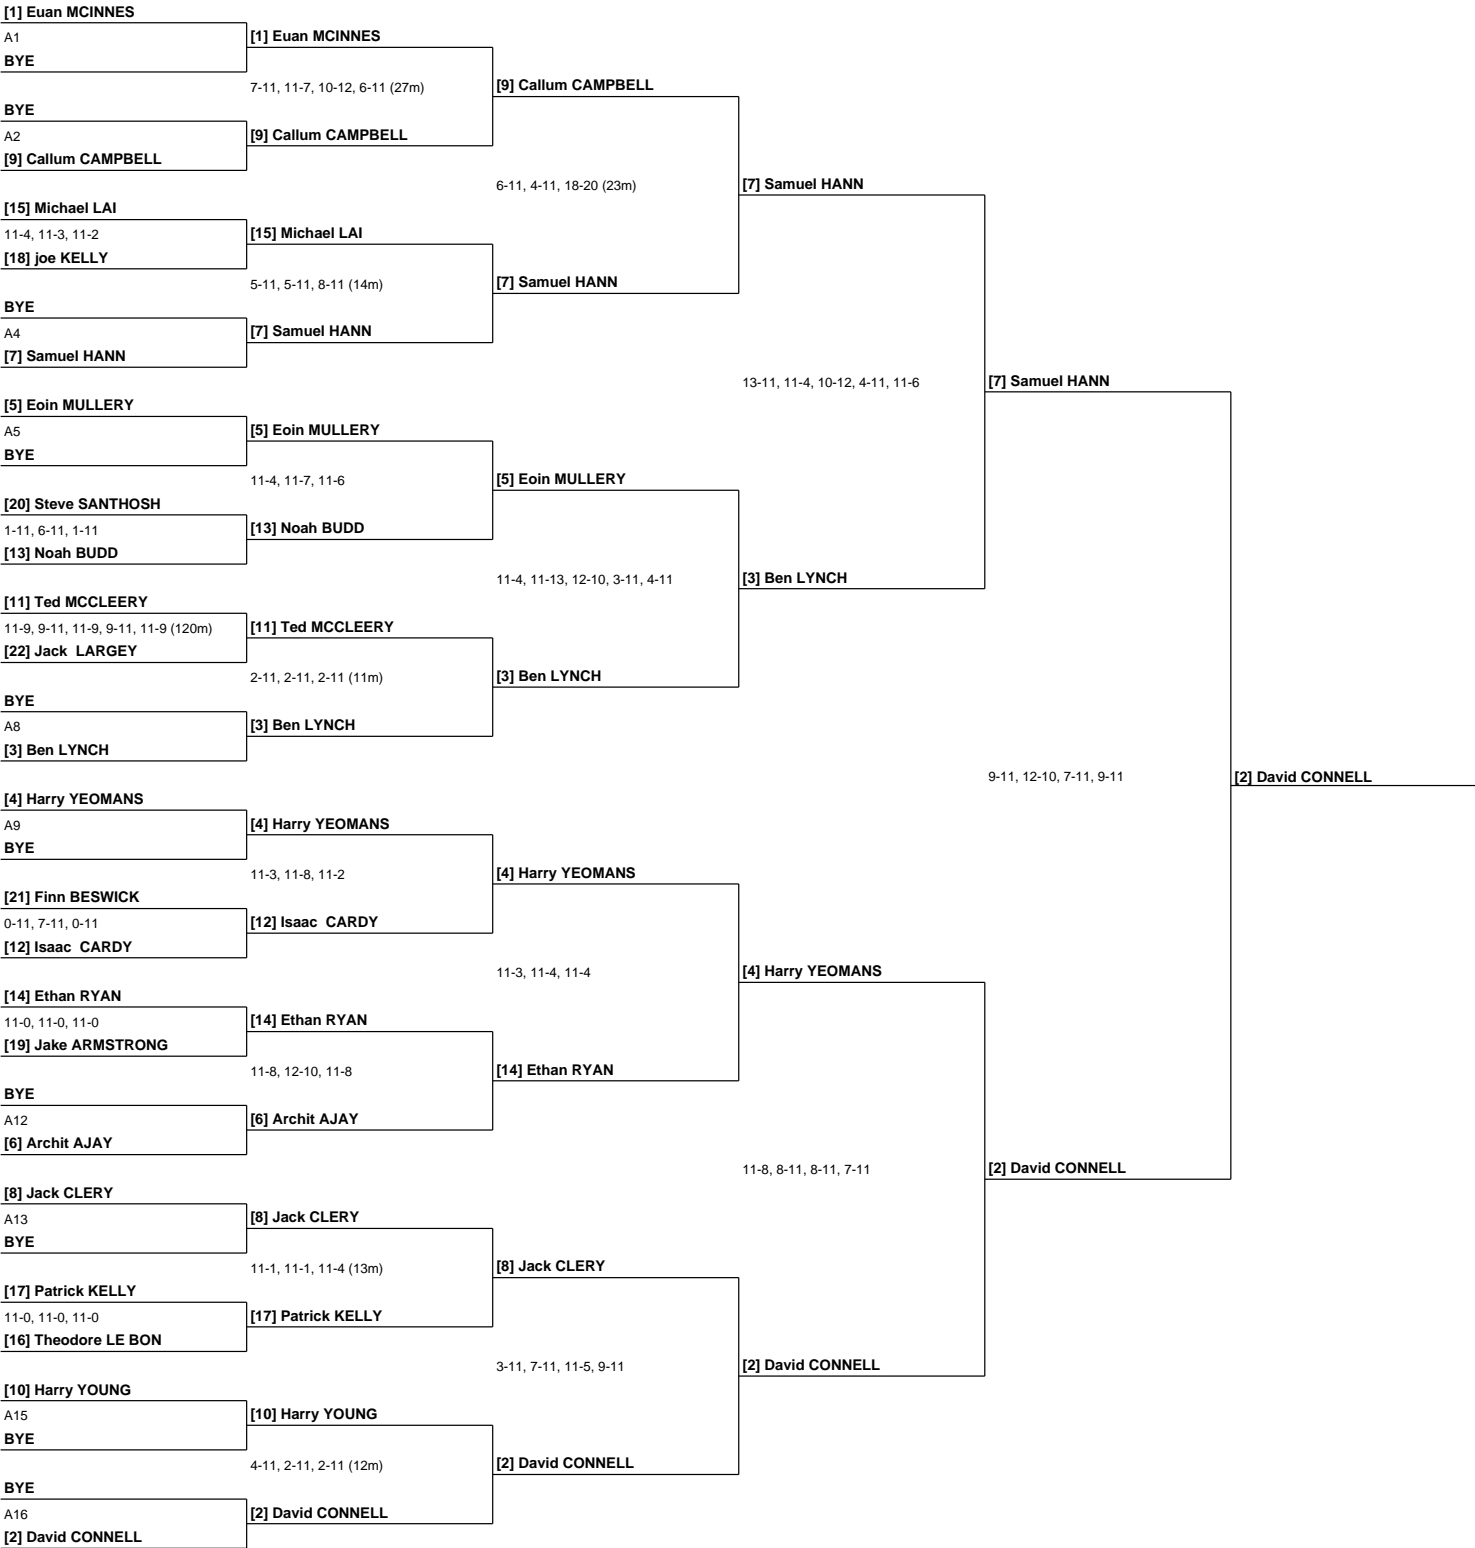 [1] Euan MCINNES
A1
BYE
BYE
A2
[9] Callum CAMPBELL
[15] Michael LAI
11-4, 11-3, 11-2
[18] joe KELLY
BYE
A4
[7] Samuel HANN
[5] Eoin MULLERY
A5
BYE
[20] Steve SANTHOSH
1-11, 6-11, 1-11
[13] Noah BUDD
[11] Ted MCCLEERY
11-9, 9-11, 11-9, 9-11, 11-9 (120m)
[22] Jack  LARGEY
BYE
A8
[3] Ben LYNCH
[4] Harry YEOMANS
A9
BYE
[21] Finn BESWICK
0-11, 7-11, 0-11
[12] Isaac  CARDY
[14] Ethan RYAN
11-0, 11-0, 11-0
[19] Jake ARMSTRONG
BYE
A12
[6] Archit AJAY
[8] Jack CLERY
A13
BYE
[17] Patrick KELLY
11-0, 11-0, 11-0
[16] Theodore LE BON
[10] Harry YOUNG
A15
BYE
BYE
A16
[2] David CONNELL
[1] Euan MCINNES
7-11, 11-7, 10-12, 6-11 (27m)
[9] Callum CAMPBELL
[15] Michael LAI
5-11, 5-11, 8-11 (14m)
[7] Samuel HANN
[5] Eoin MULLERY
11-4, 11-7, 11-6
[13] Noah BUDD
[11] Ted MCCLEERY
2-11, 2-11, 2-11 (11m)
[3] Ben LYNCH
[4] Harry YEOMANS
11-3, 11-8, 11-2
[12] Isaac  CARDY
[14] Ethan RYAN
11-8, 12-10, 11-8
[6] Archit AJAY
[8] Jack CLERY
11-1, 11-1, 11-4 (13m)
[17] Patrick KELLY
[10] Harry YOUNG
4-11, 2-11, 2-11 (12m)
[2] David CONNELL
[9] Callum CAMPBELL
6-11, 4-11, 18-20 (23m)
[7] Samuel HANN
[5] Eoin MULLERY
11-4, 11-13, 12-10, 3-11, 4-11
[3] Ben LYNCH
[4] Harry YEOMANS
11-3, 11-4, 11-4
[14] Ethan RYAN
[8] Jack CLERY
3-11, 7-11, 11-5, 9-11
[2] David CONNELL
[7] Samuel HANN
13-11, 11-4, 10-12, 4-11, 11-6
[3] Ben LYNCH
[4] Harry YEOMANS
11-8, 8-11, 8-11, 7-11
[2] David CONNELL
[7] Samuel HANN
9-11, 12-10, 7-11, 9-11
[2] David CONNELL
[2] David CONNELL